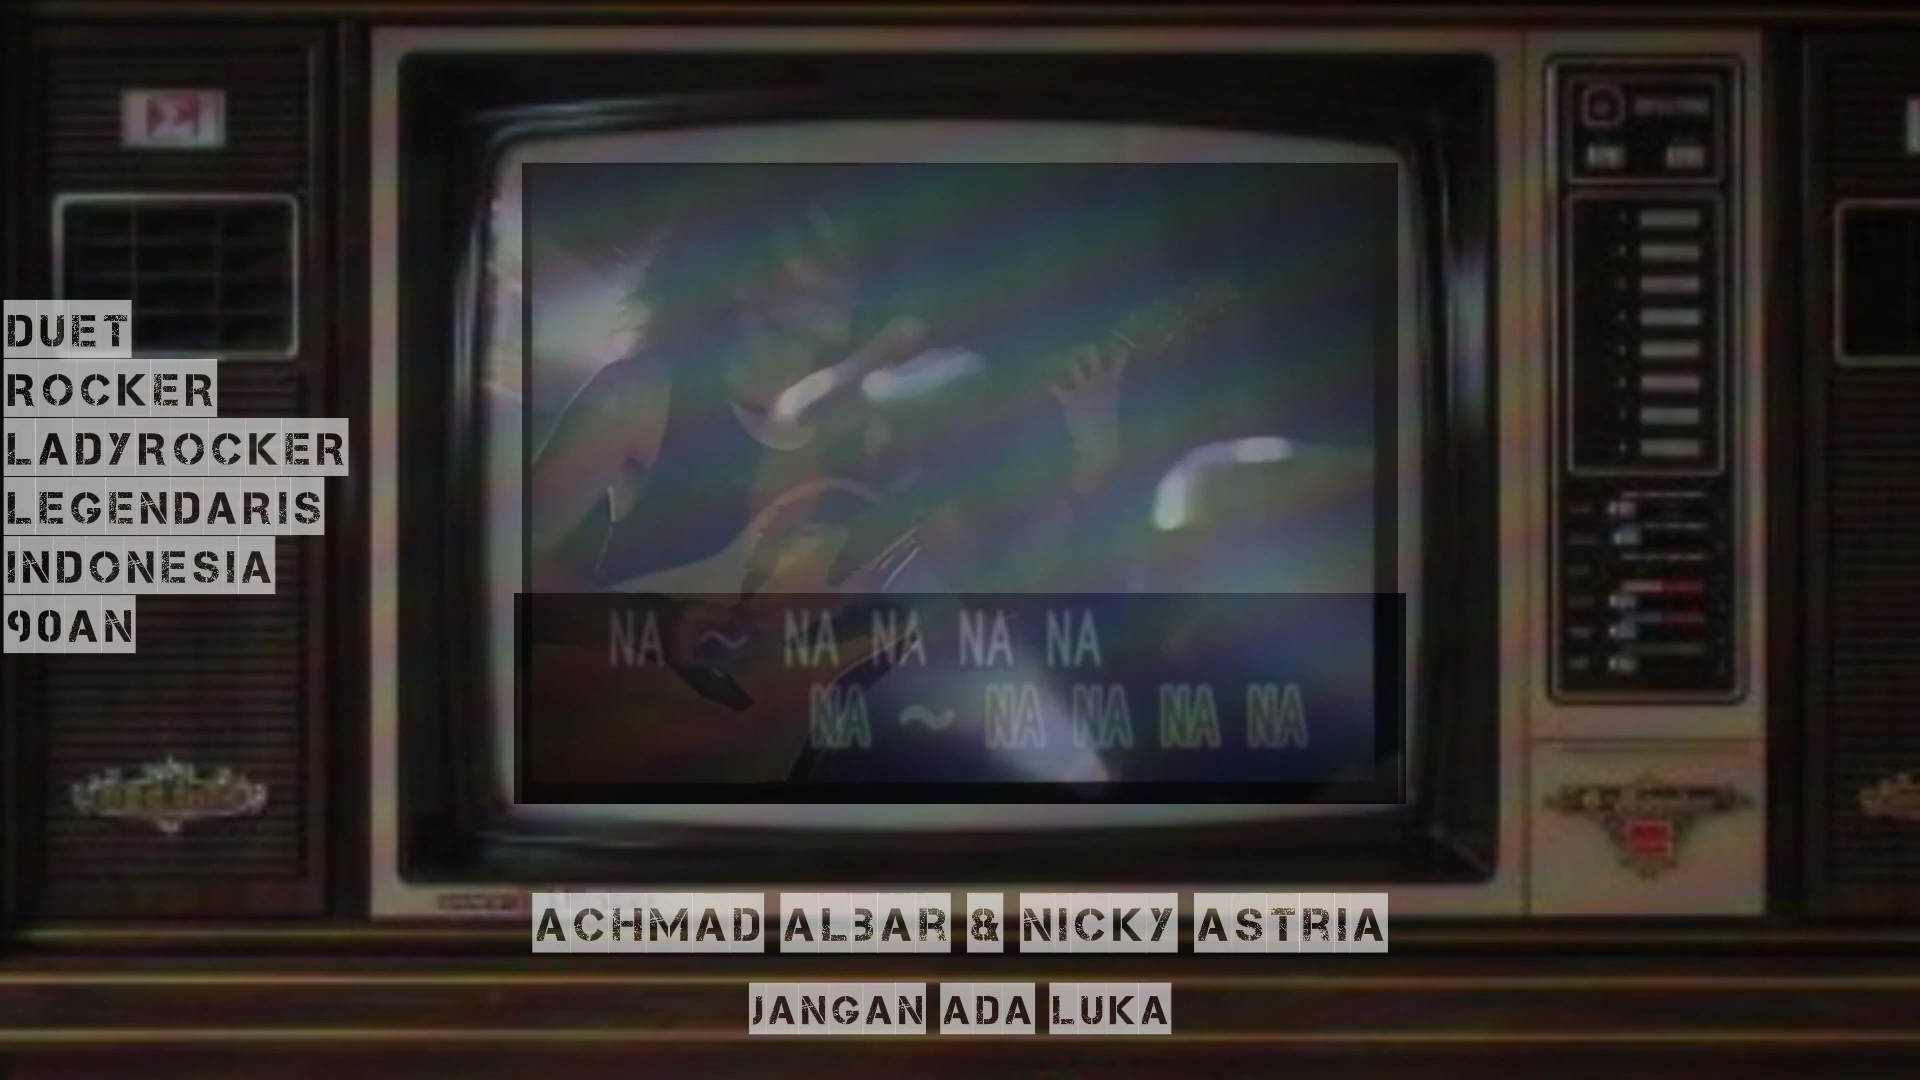 DUET
ROCKER
LADYROCKER
LEGENDARIS
INDONESIA
90AN
NA ~ NA NA NA NA
NA ~ NA NA NA NA
ACHMAD ALBAR & NICKY ASTRIA
JANGAN ADA LUKA